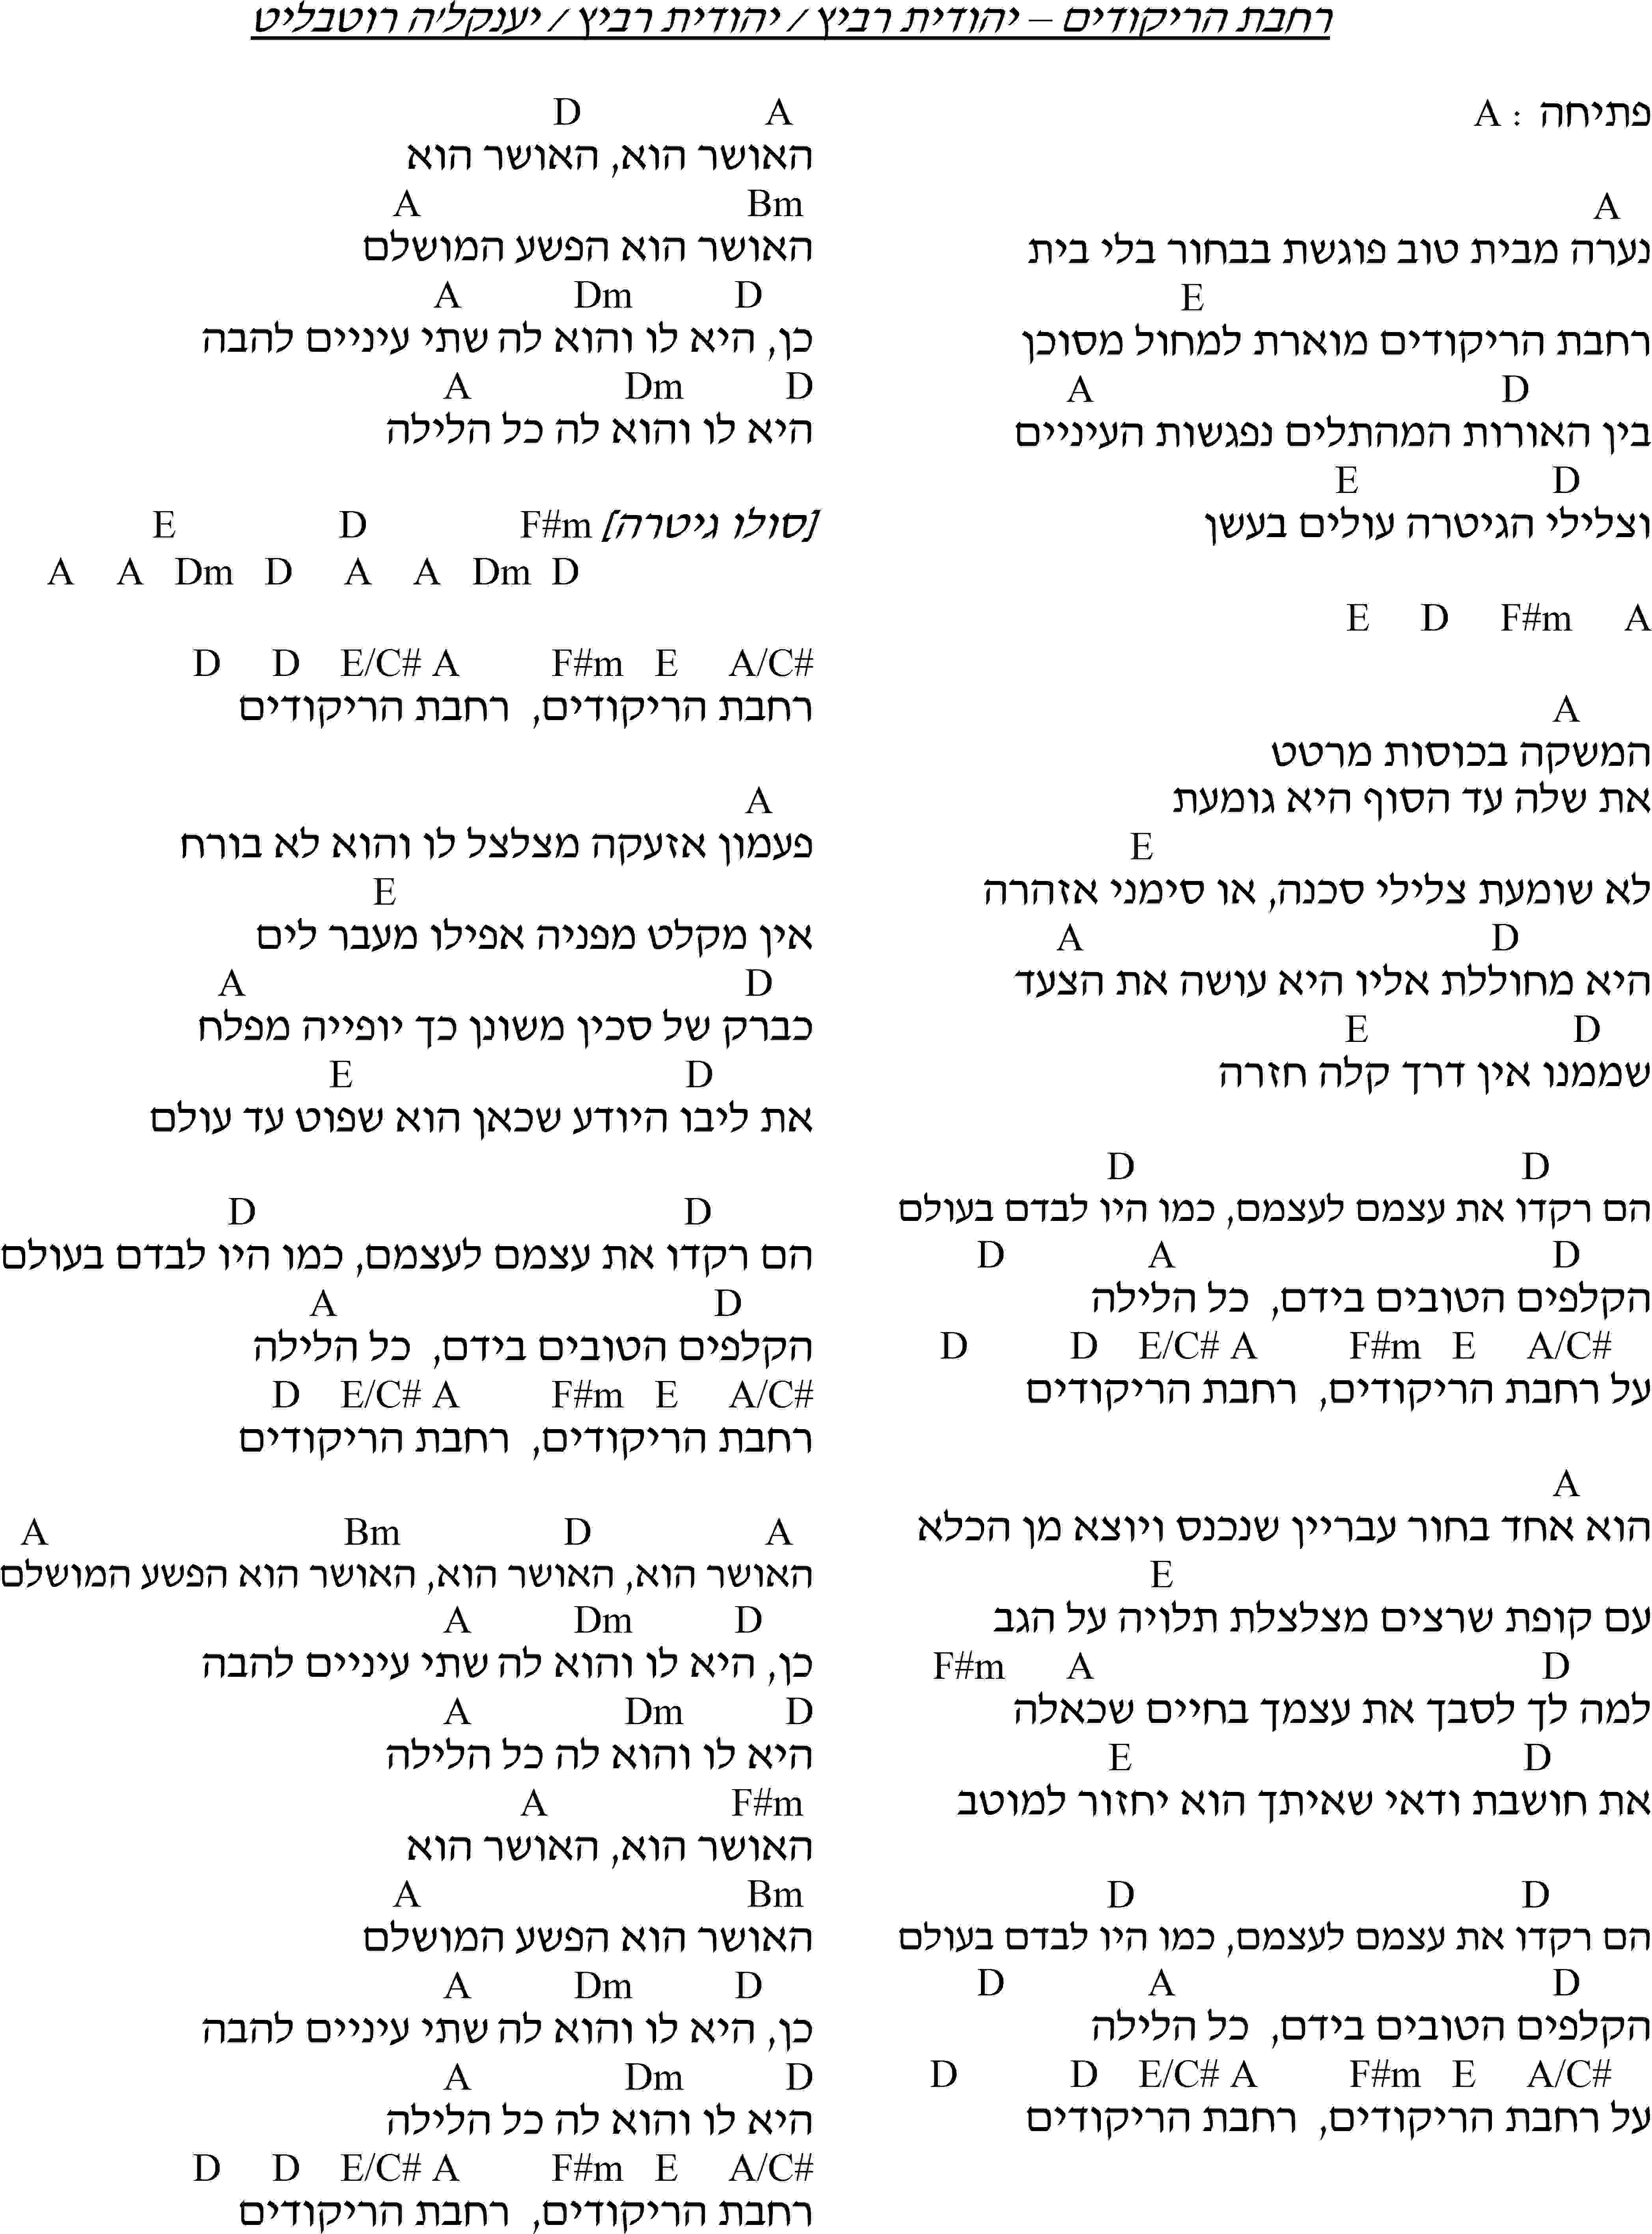 רחבת הריקודים – יהודית רביץ / יהודית רביץ / יענקל'ה רוטבליט
פתיחה : A
A
נערה מבית טוב פוגשת בבחור בלי בית
E
רחבת הריקודים מוארת למחול מסוכן
A D
בין האורות המהתלים נפגשות העיניים
E D
וצלילי הגיטרה עולים בעשן
E D F#m A
A
המשקה בכוסות מרטט
את שלה עד הסוף היא גומעת
E
לא שומעת צלילי סכנה, או סימני אזהרה
A D
היא מחוללת אליו היא עושה את הצעד
E D
שממנו אין דרך קלה חזרה
D D
הם רקדו את עצמם לעצמם, כמו היו לבדם בעולם
D A D
הקלפים הטובים בידם, כל הלילה
D D E/C# A F#m E A/C#
על רחבת הריקודים, רחבת הריקודים
A
הוא אחד בחור עבריין שנכנס ויוצא מן הכלא
E
עם קופת שרצים מצלצלת תלויה על הגב
F#m A D
למה לך לסבך את עצמך בחיים שכאלה
E D
את חושבת ודאי שאיתך הוא יחזור למוטב
D D
הם רקדו את עצמם לעצמם, כמו היו לבדם בעולם
D A D
הקלפים הטובים בידם, כל הלילה
D D E/C# A F#m E A/C#
על רחבת הריקודים, רחבת הריקודים
D A
האושר הוא, האושר הוא
A Bm
האושר הוא הפשע המושלם
A Dm D
כן, היא לו והוא לה שתי עיניים להבה
A Dm D
היא לו והוא לה כל הלילה
E D F#m [סולו גיטרה]
A A Dm D A A Dm D
D D E/C# A F#m E A/C#
רחבת הריקודים, רחבת הריקודים
A
פעמון אזעקה מצלצל לו והוא לא בורח
E
אין מקלט מפניה אפילו מעבר לים
A D
כברק של סכין משונן כך יופייה מפלח
E D
את ליבו היודע שכאן הוא שפוט עד עולם
D D
הם רקדו את עצמם לעצמם, כמו היו לבדם בעולם
A D
הקלפים הטובים בידם, כל הלילה
D E/C# A F#m E A/C#
רחבת הריקודים, רחבת הריקודים
A Bm D A
האושר הוא, האושר הוא, האושר הוא הפשע המושלם
A Dm D
כן, היא לו והוא לה שתי עיניים להבה
A Dm D
היא לו והוא לה כל הלילה
A F#m
האושר הוא, האושר הוא
A Bm
האושר הוא הפשע המושלם
A Dm D
כן, היא לו והוא לה שתי עיניים להבה
A Dm D
היא לו והוא לה כל הלילה
D D E/C# A F#m E A/C#
רחבת הריקודים, רחבת הריקודים